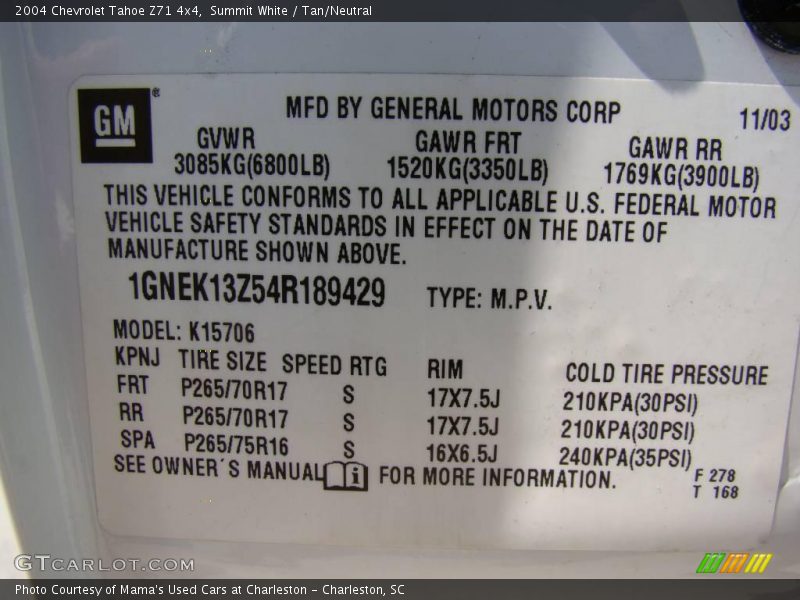 2004 Chevrolet Tahoe Z71 4x4, Summit White / Tan/Neutral
GM ®
MFD BY GENERAL MOTORS CORP 11/03
GVWR GAWR FRT GAWR RR
3085KG(6800LB) 1520KG(3350LB) 1769KG(3900LB)
THIS VEHICLE CONFORMS TO ALL APPLICABLE U.S. FEDERAL MOTOR
VEHICLE SAFETY STANDARDS IN EFFECT ON THE DATE OF
MANUFACTURE SHOWN ABOVE.
1GNEK13Z54R189429 TYPE: M.P.V.
MODEL: K15706
KPNJ TIRE SIZE SPEED RTG RIM COLD TIRE PRESSURE
FRT P265/70R17 S 17X7.5J 210KPA(30PSI)
RR P265/70R17 S 17X7.5J 210KPA(30PSI)
SPA P265/75R16 S 16X6.5J 240KPA(35PSI)
SEE OWNER´S MANUAL i FOR MORE INFORMATION.
F 278
T 168
GTCARLOT.COM
Photo Courtesy of Mama's Used Cars at Charleston - Charleston, SC